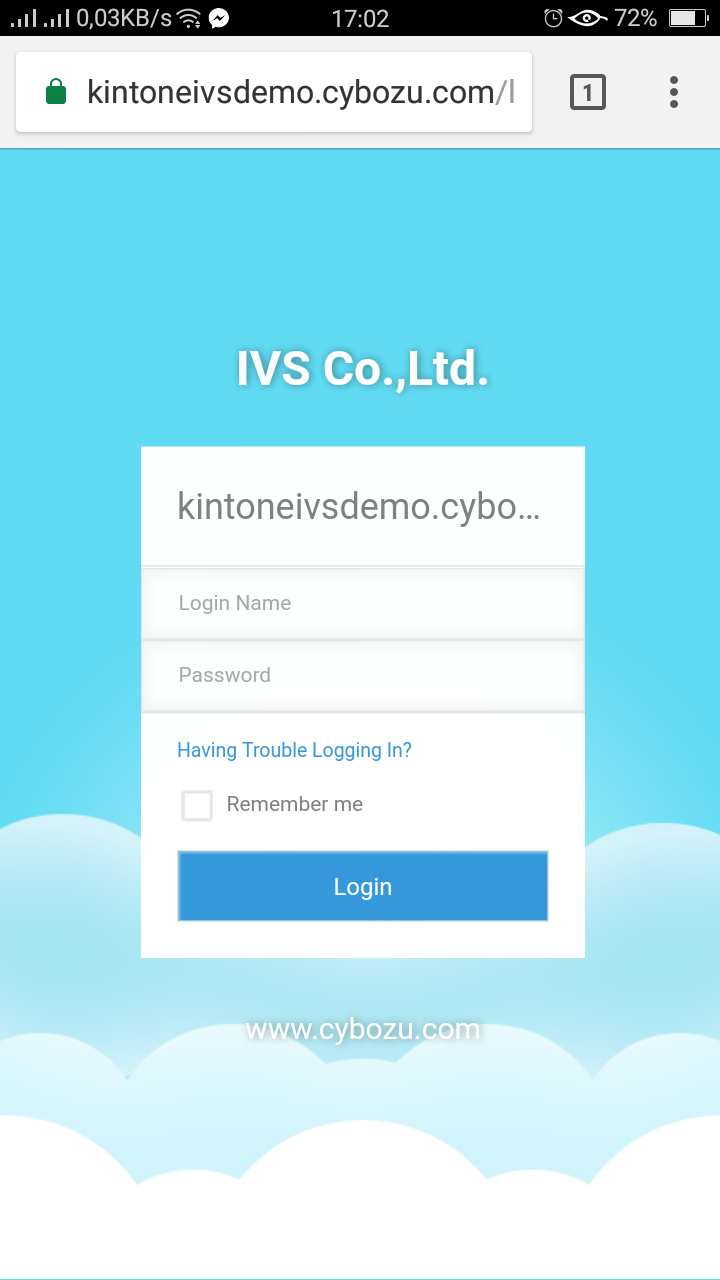 0,03KB/s 17:02 72%
kintoneivsdemo.cybozu.com/l 1
IVS Co.,Ltd.
kintoneivsdemo.cybo...
Login Name
Password
Having Trouble Logging In?
Remember me
Login
www.cybozu.com